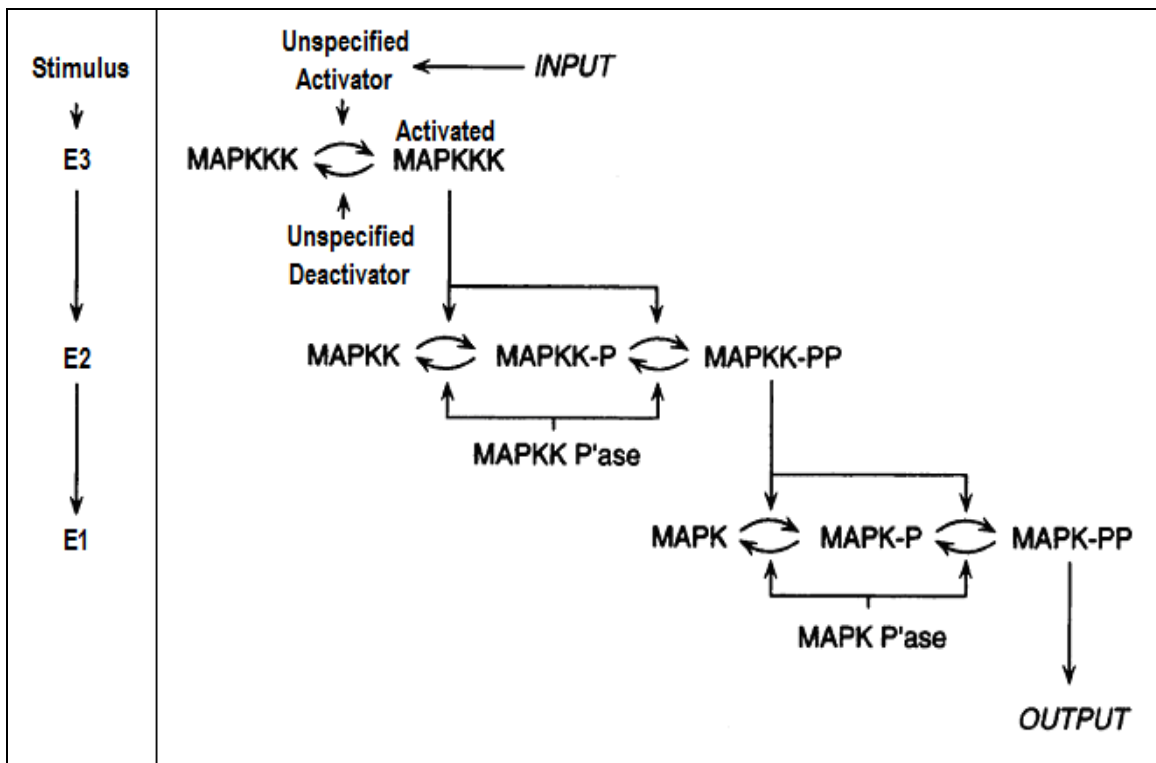 Stimulus
E3
E2
E1
Unspecified
Activator
INPUT
MAPKKK
Activated
MAPKKK
Unspecified
Deactivator
MAPKK
MAPKK-P
MAPKK-PP
MAPKK P'ase
MAPK
MAPK-P
MAPK-PP
MAPK P'ase
OUTPUT